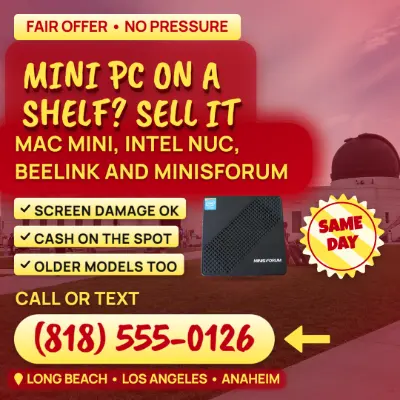 FAIR OFFER • NO PRESSURE
MINI PC ON A
SHELF? SELL IT
MAC MINI, INTEL NUC,
BEELINK AND MINISFORUM
SCREEN DAMAGE OK
CASH ON THE SPOT
OLDER MODELS TOO
MINISFORUM
SAME
DAY
CALL OR TEXT
(818) 555-0126
LONG BEACH • LOS ANGELES • ANAHEIM